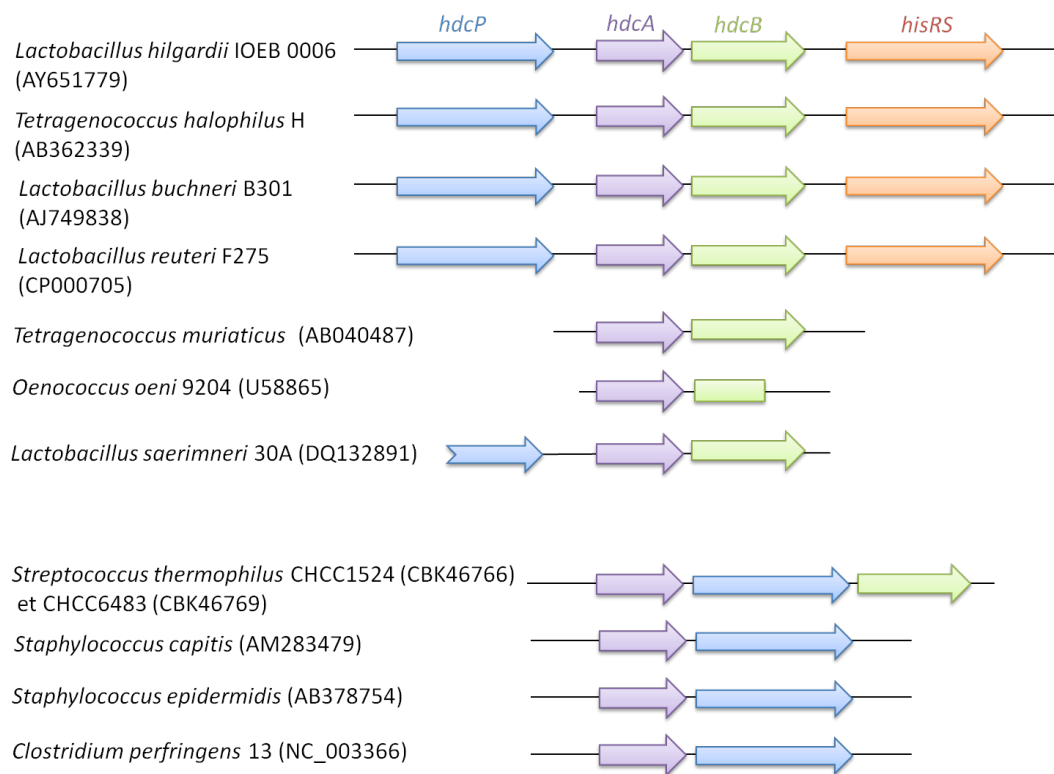 hdcP hdcA hdcB hisRS
Lactobacillus hilgardii IOEB 0006
(AY651779)
Tetragenococcus halophilus H
(AB362339)
Lactobacillus buchneri B301
(AJ749838)
Lactobacillus reuteri F275
(CP000705)
Tetragenococcus muriaticus (AB040487)
Oenococcus oeni 9204 (U58865)
Lactobacillus saerimneri 30A (DQ132891)
Streptococcus thermophilus CHCC1524 (CBK46766)
et CHCC6483 (CBK46769)
Staphylococcus capitis (AM283479)
Staphylococcus epidermidis (AB378754)
Clostridium perfringens 13 (NC_003366)